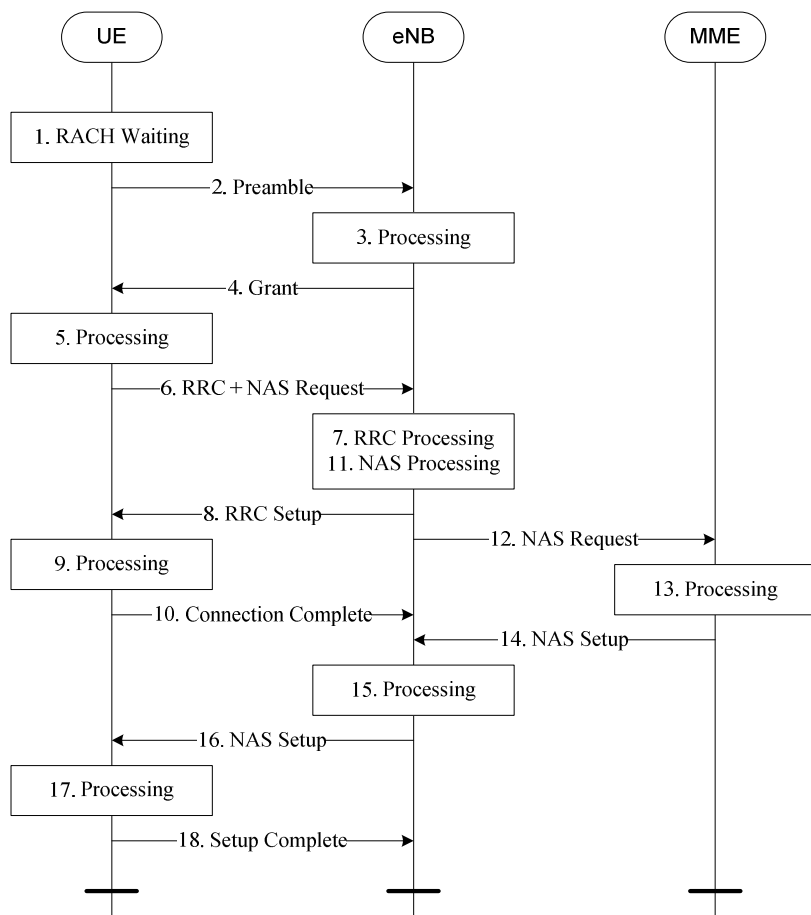 UE
eNB
MME
1. RACH Waiting
2. Preamble
3. Processing
4. Grant
5. Processing
6. RRC + NAS Request
7. RRC Processing
11. NAS Processing
8. RRC Setup
12. NAS Request
9. Processing
13. Processing
10. Connection Complete
14. NAS Setup
15. Processing
16. NAS Setup
17. Processing
18. Setup Complete